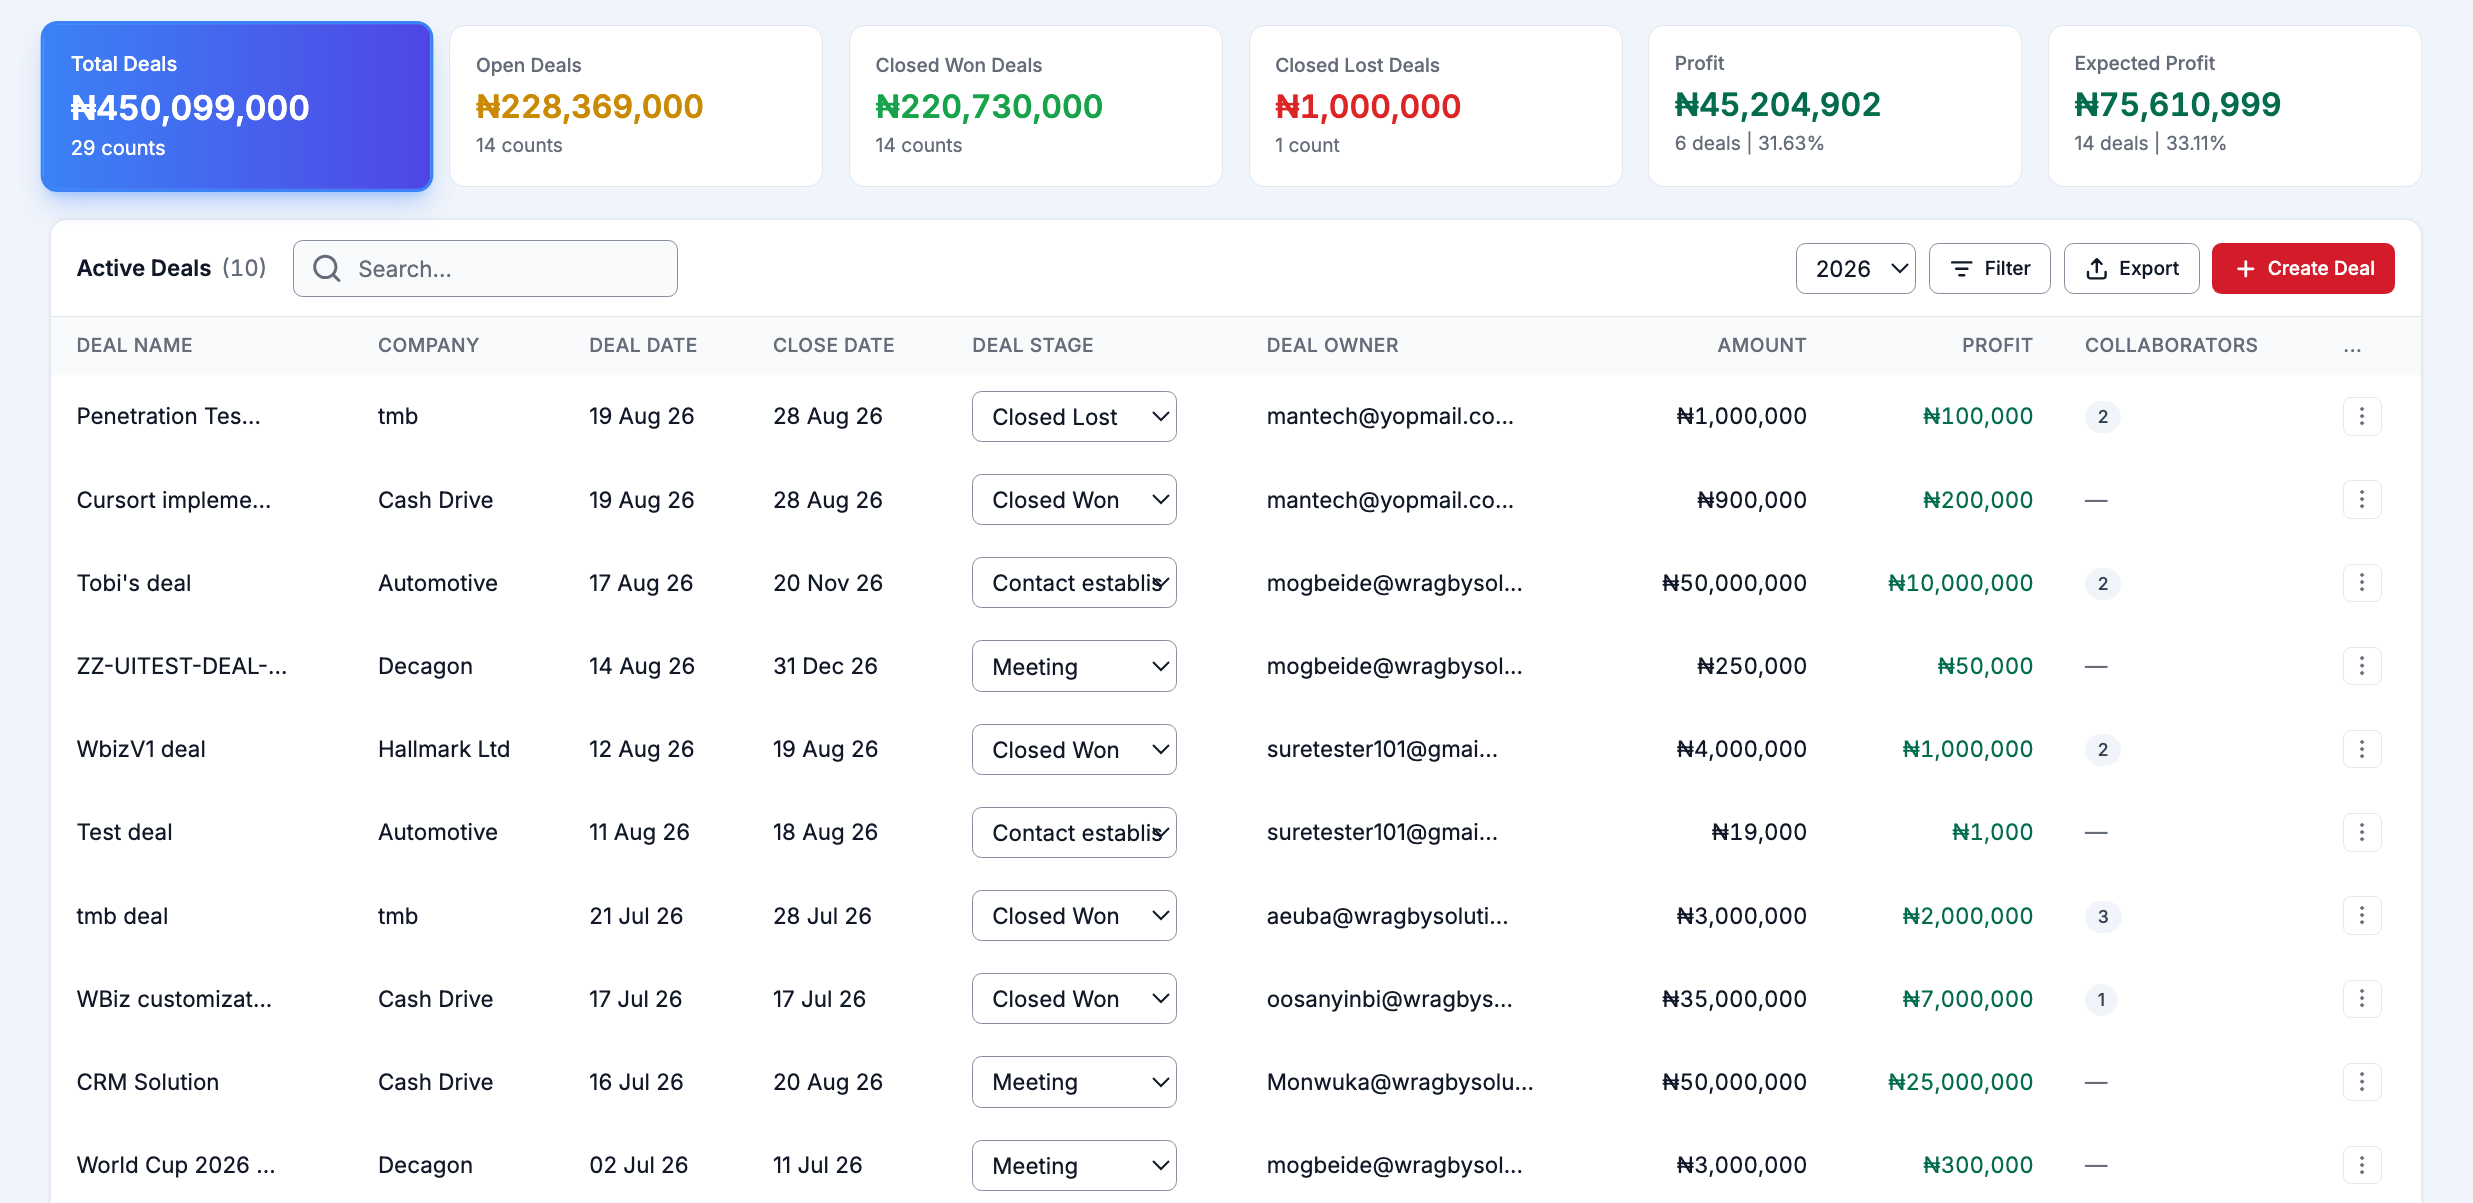 Total Deals
₦450,099,000
29 counts
Open Deals
₦228,369,000
14 counts
Closed Won Deals
₦220,730,000
14 counts
Closed Lost Deals
₦1,000,000
1 count
Profit
₦45,204,902
6 deals | 31.63%
Expected Profit
₦75,610,999
14 deals | 33.11%
Active Deals (10) Search... 2026 Filter Export + Create Deal
DEAL NAME COMPANY DEAL DATE CLOSE DATE DEAL STAGE DEAL OWNER AMOUNT PROFIT COLLABORATORS ...
Penetration Tes... tmb 19 Aug 26 28 Aug 26 Closed Lost mantech@yopmail.co... ₦1,000,000 ₦100,000 2
Cursort impleme... Cash Drive 19 Aug 26 28 Aug 26 Closed Won mantech@yopmail.co... ₦900,000 ₦200,000 —
Tobi's deal Automotive 17 Aug 26 20 Nov 26 Contact establis mogbeide@wragbysol... ₦50,000,000 ₦10,000,000 2
ZZ-UITEST-DEAL-... Decagon 14 Aug 26 31 Dec 26 Meeting mogbeide@wragbysol... ₦250,000 ₦50,000 —
WbizV1 deal Hallmark Ltd 12 Aug 26 19 Aug 26 Closed Won suretester101@gmai... ₦4,000,000 ₦1,000,000 2
Test deal Automotive 11 Aug 26 18 Aug 26 Contact establis suretester101@gmai... ₦19,000 ₦1,000 —
tmb deal tmb 21 Jul 26 28 Jul 26 Closed Won aeuba@wragbysoluti... ₦3,000,000 ₦2,000,000 3
WBiz customizat... Cash Drive 17 Jul 26 17 Jul 26 Closed Won oosanyinbi@wragbys... ₦35,000,000 ₦7,000,000 1
CRM Solution Cash Drive 16 Jul 26 20 Aug 26 Meeting Monwuka@wragbysolu... ₦50,000,000 ₦25,000,000 —
World Cup 2026 ... Decagon 02 Jul 26 11 Jul 26 Meeting mogbeide@wragbysol... ₦3,000,000 ₦300,000 —